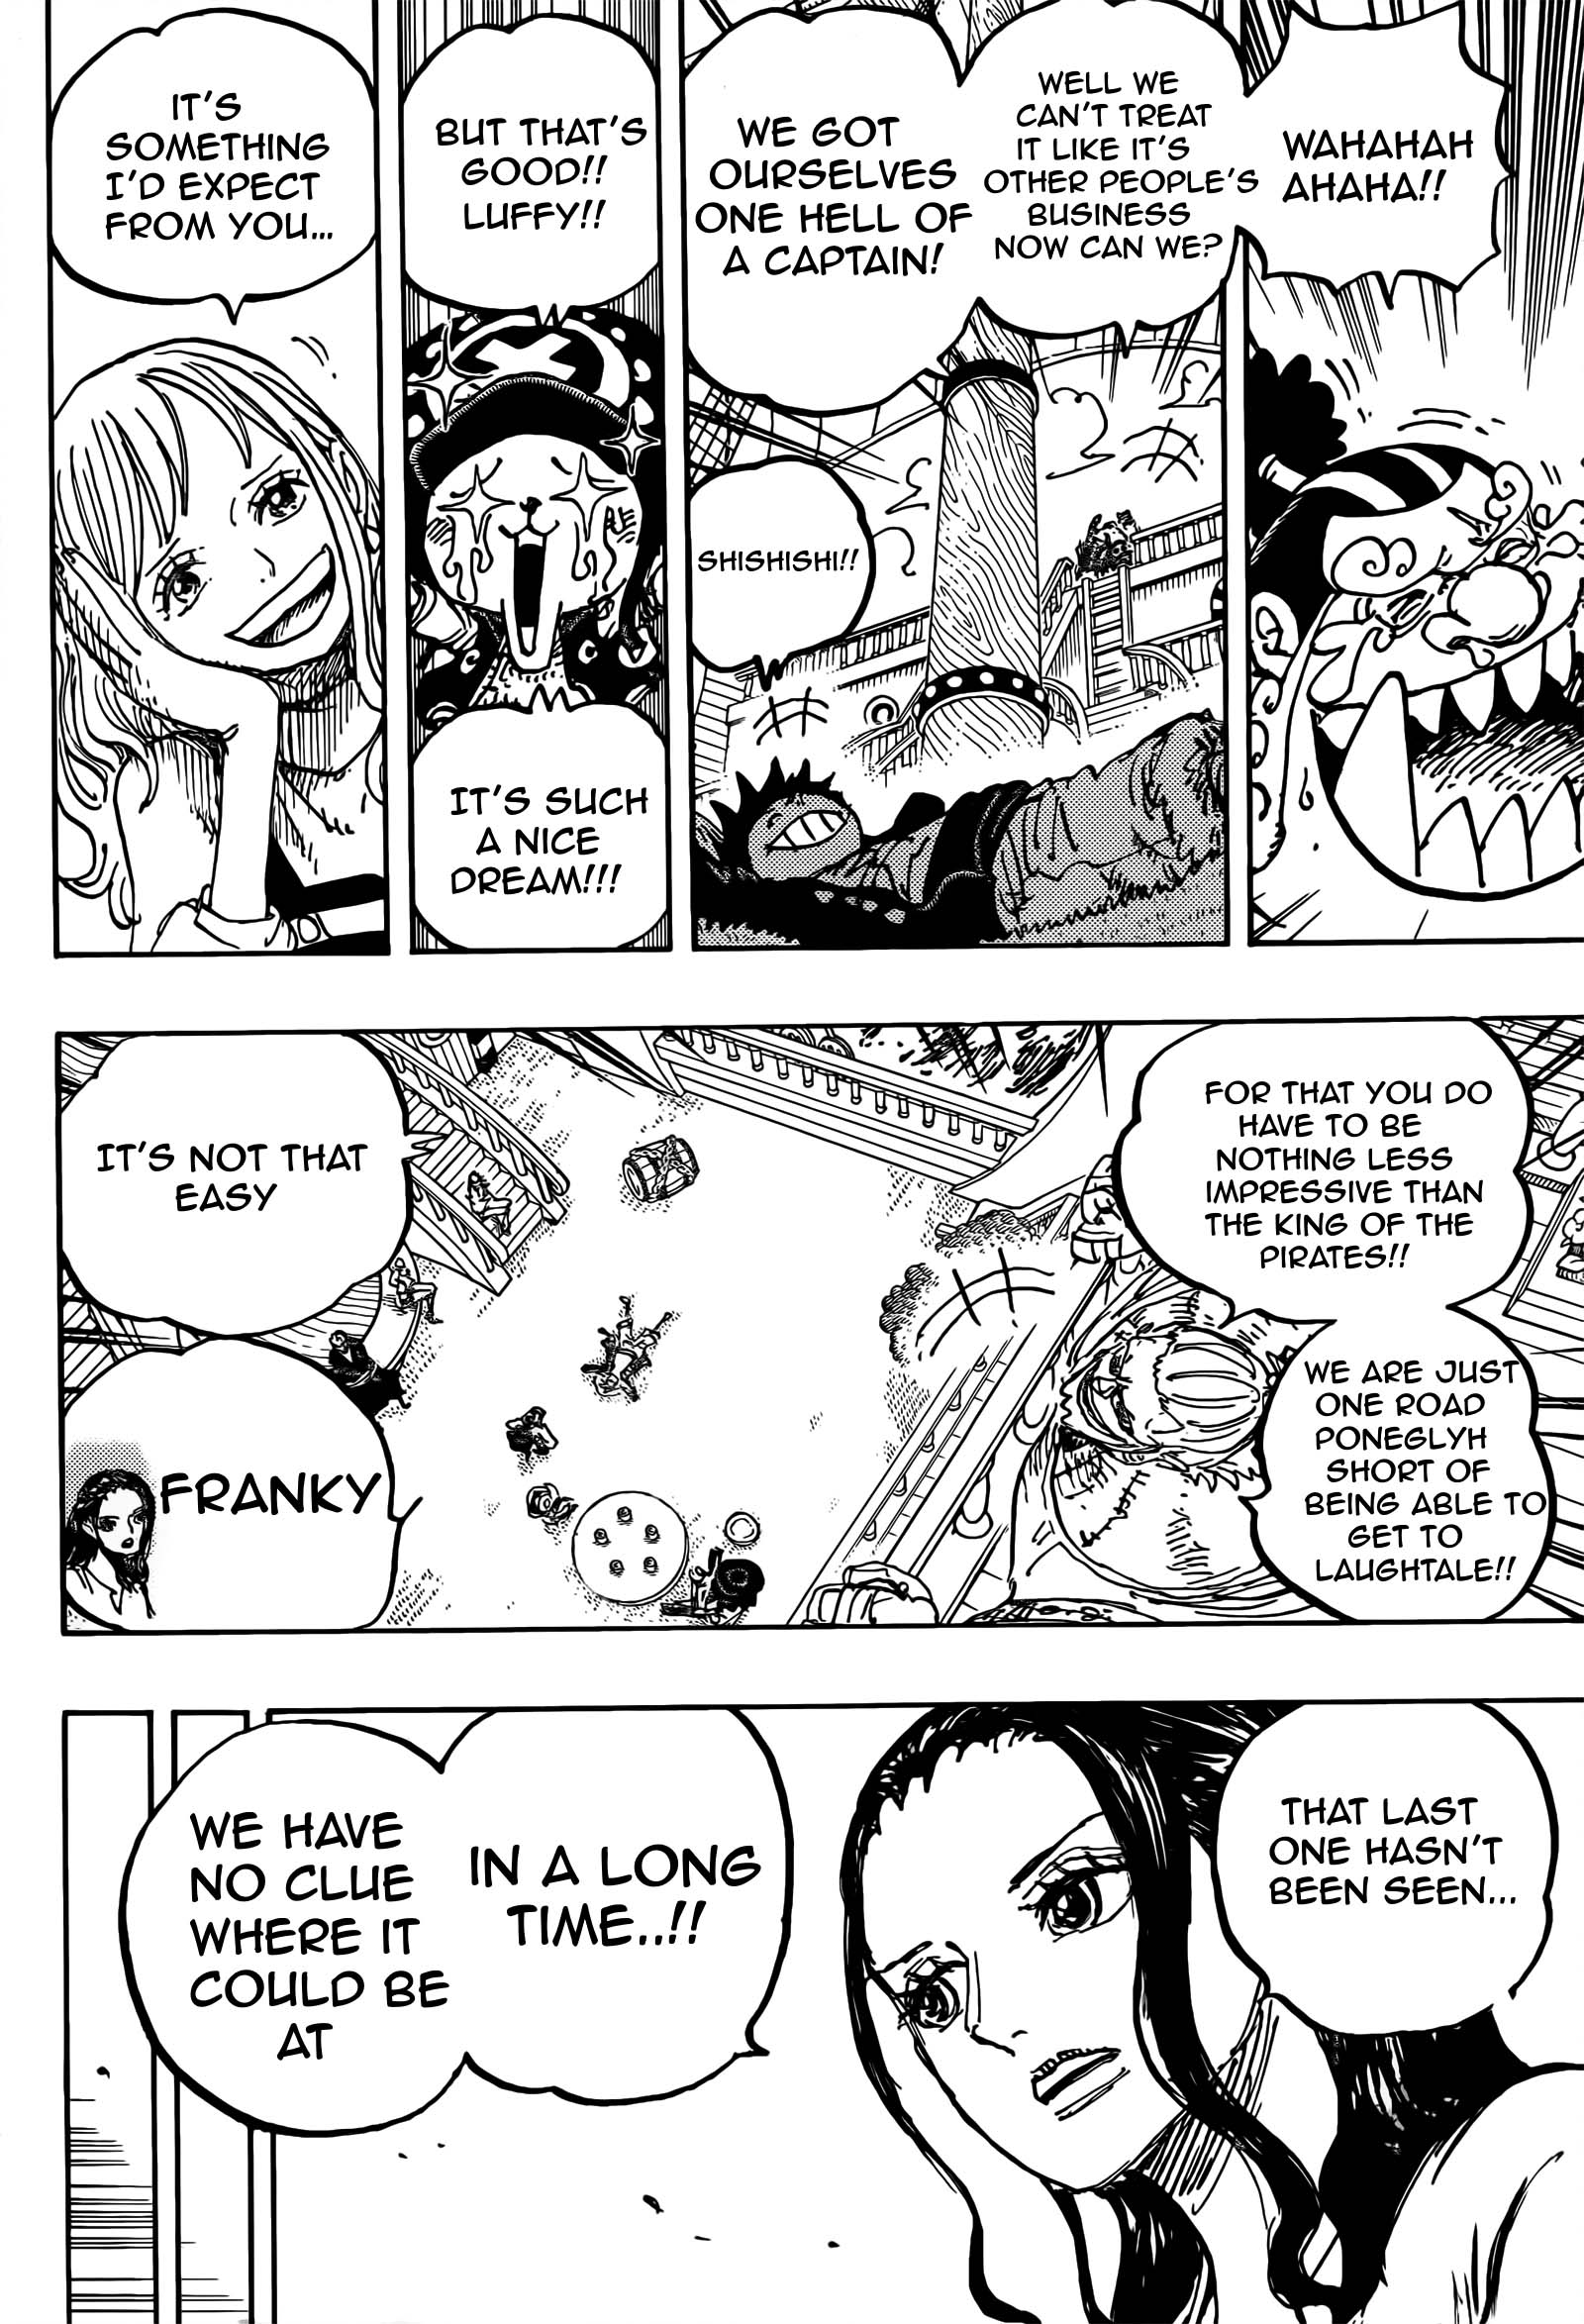 WAHAHAH
AHAHA!!
WELL WE
CAN'T TREAT
IT LIKE IT'S
OTHER PEOPLE'S
BUSINESS
NOW CAN WE?
WE GOT
OURSELVES
ONE HELL OF
A CAPTAIN!
SHISHISHI!!
BUT THAT'S
GOOD!!
LUFFY!!
IT'S SUCH
A NICE
DREAM!!!
IT'S
SOMETHING
I'D EXPECT
FROM YOU...
FOR THAT YOU DO
HAVE TO BE
NOTHING LESS
IMPRESSIVE THAN
THE KING OF THE
PIRATES!!
WE ARE JUST
ONE ROAD
PONEGLYH
SHORT OF
BEING ABLE TO
GET TO
LAUGHTALE!!
IT'S NOT THAT
EASY
FRANKY
THAT LAST
ONE HASN'T
BEEN SEEN...
IN A LONG
TIME..!!
WE HAVE
NO CLUE
WHERE IT
COULD BE
AT